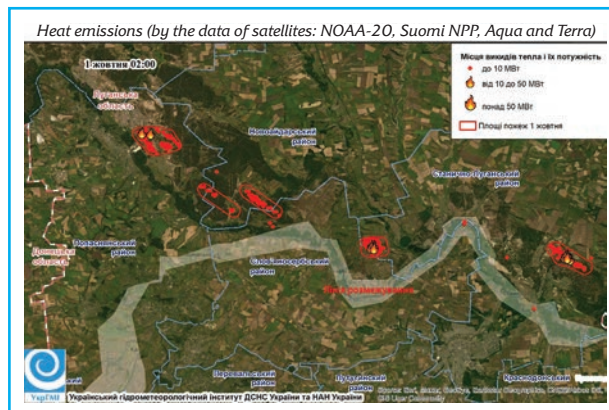 Heat emissions (by the data of satellites: NOAA-20, Suomi NPP, Aqua and Terra)
1 жовтня 02:00
Місця викидів тепла і їх потужність
до 10 МВт
від 10 до 50 МВт
понад 50 МВт
Площі пожеж 1 жовтня
Луганська
область
Новоайдарський
район
Станично-Луганський
район
Донецька
область
Попаснянський
район
Слов'яносербський
район
Лінія розмежування
Перевальський
район
Лутугинський
район
Краснодонський
УкрГМІ
Український гідрометеорологічний інститут ДСНС України та НАН України